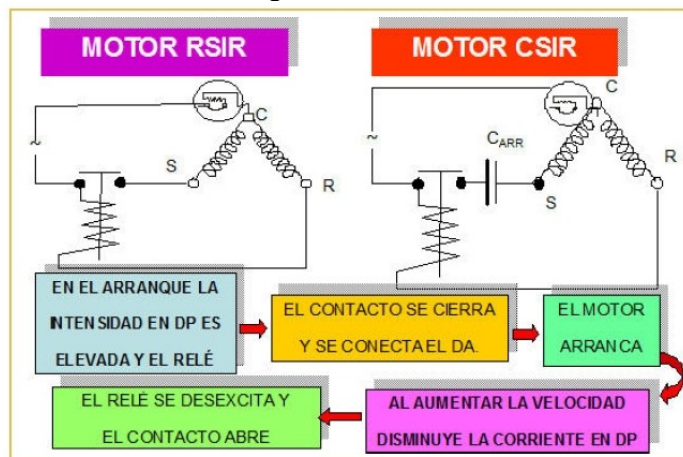 MOTOR RSIR
MOTOR CSIR
C
S
R
~
C
C ARR
S
R
~
EN EL ARRANQUE LA
INTENSIDAD EN DP ES
ELEVADA Y EL RELÉ
EL CONTACTO SE CIERRA
Y SE CONECTA EL DA.
EL MOTOR
ARRANCA
AL AUMENTAR LA VELOCIDAD
DISMINUYE LA CORRIENTE EN DP
EL RELÉ SE DESEXCITA Y
EL CONTACTO ABRE